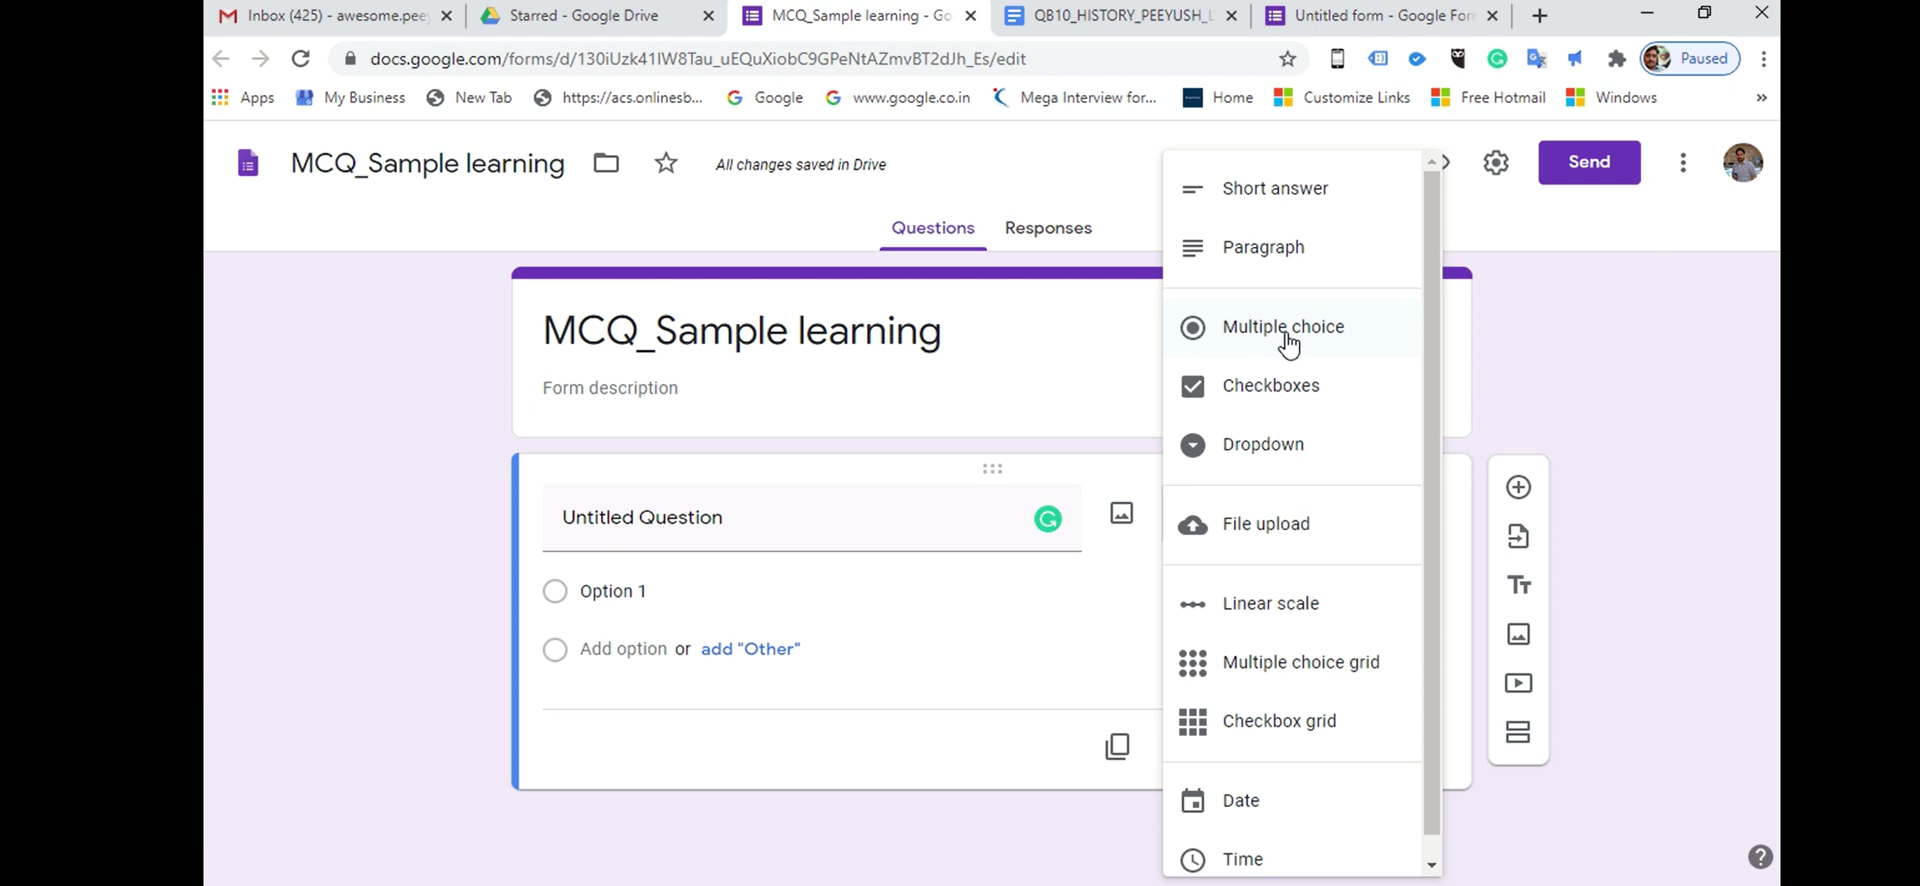 Inbox (425) - awesome.pee
Starred - Google Drive
MCQ_Sample learning - Go
QB10_HISTORY_PEEYUSH_
Untitled form - Google For
docs.google.com/forms/d/130iUzk41IW8Tau_uEQuXiobC9GPeNtAZmvBT2dJh_Es/edit
Paused
Apps
My Business
New Tab
https://acs.onlinesb...
Google
www.google.co.in
Mega Interview for...
Home
Customize Links
Free Hotmail
Windows
»
MCQ_Sample learning
All changes saved in Drive
Send
Questions
Responses
MCQ_Sample learning
Form description
Untitled Question
Option 1
Add option or add "Other"
Short answer
Paragraph
Multiple choice
Checkboxes
Dropdown
File upload
Linear scale
Multiple choice grid
Checkbox grid
Date
Time
Tт